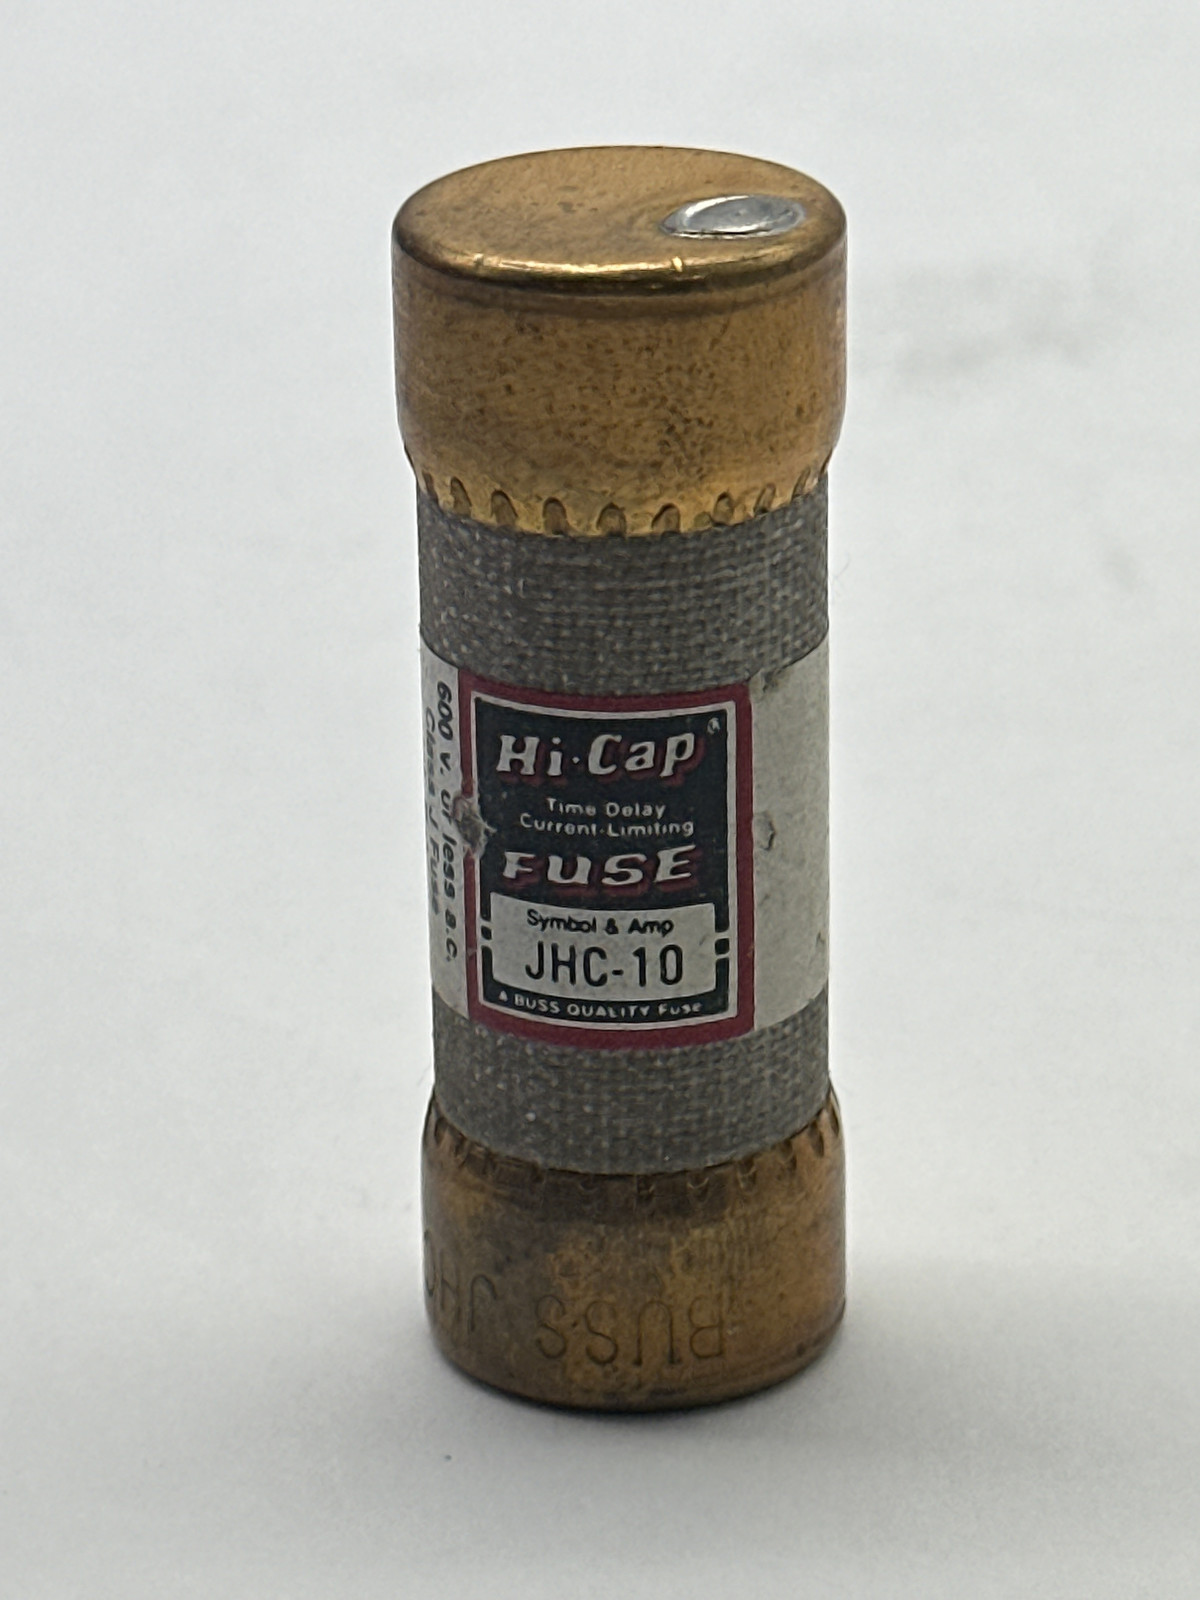 Hi·Cap®
Time Delay
Current-Limiting
FUSE
Symbol & Amp
JHC-10
A BUSS QUALITY Fuse
600 v. or less a.c.
Class J Fuse
BUSS JHC